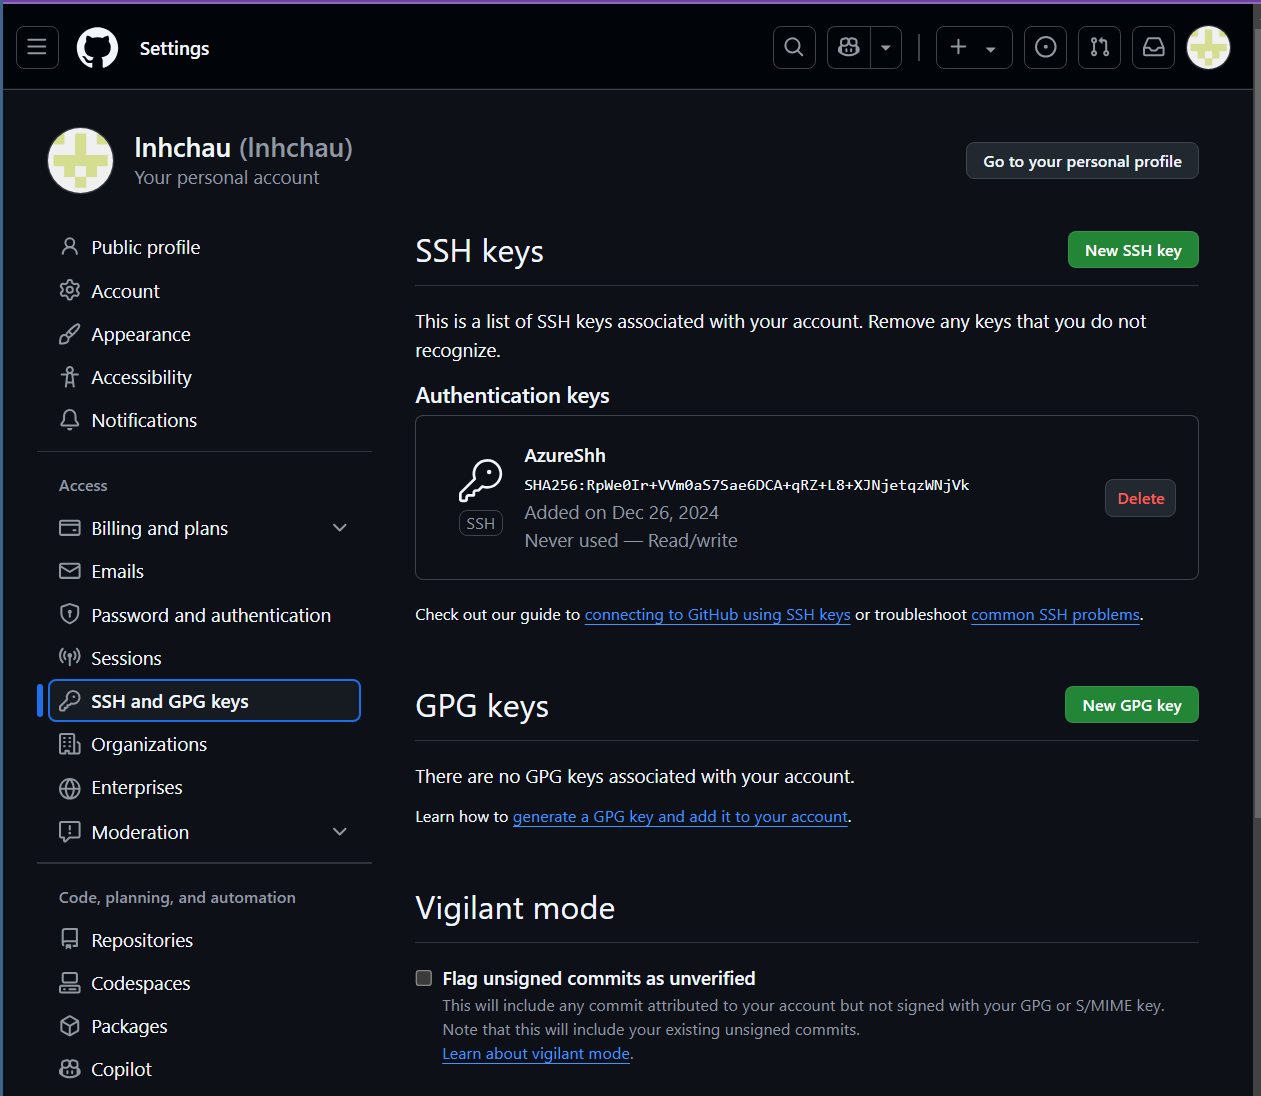 Settings
lnhchau (lnhchau)
Your personal account
Go to your personal profile
Public profile
Account
Appearance
Accessibility
Notifications
Access
Billing and plans
Emails
Password and authentication
Sessions
SSH and GPG keys
Organizations
Enterprises
Moderation
Code, planning, and automation
Repositories
Codespaces
Packages
Copilot
SSH keys
New SSH key
This is a list of SSH keys associated with your account. Remove any keys that you do not
recognize.
Authentication keys
AzureShh
SHA256:RpWe0Ir+VVm0aS7Sae6DCA+qRZ+L8+XJNjetqzWNjVk
SSH
Added on Dec 26, 2024
Never used — Read/write
Delete
Check out our guide to connecting to GitHub using SSH keys or troubleshoot common SSH problems.
GPG keys
New GPG key
There are no GPG keys associated with your account.
Learn how to generate a GPG key and add it to your account.
Vigilant mode
Flag unsigned commits as unverified
This will include any commit attributed to your account but not signed with your GPG or S/MIME key.
Note that this will include your existing unsigned commits.
Learn about vigilant mode.